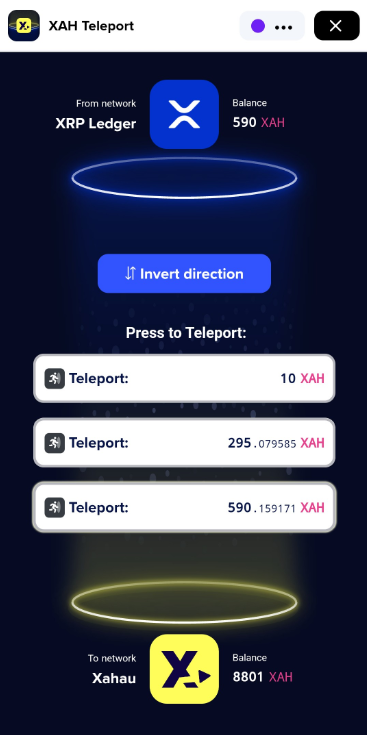 XAH Teleport
From network
XRP Ledger
Balance
590 XAH
Invert direction
Press to Teleport:
Teleport: 10 XAH
Teleport: 295.079585 XAH
Teleport: 590.159171 XAH
To network
Xahau
Balance
8801 XAH